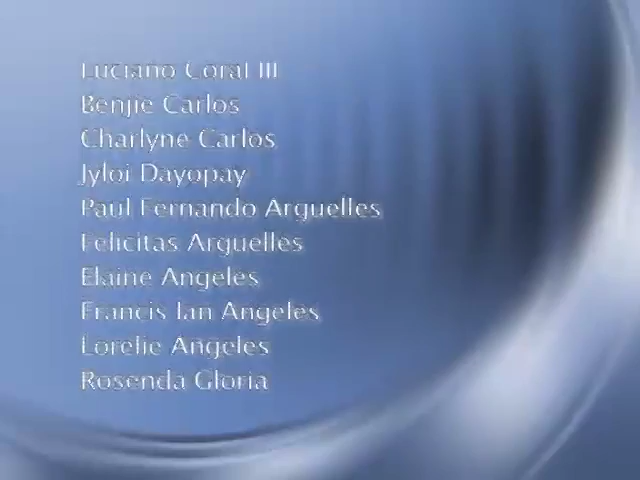 Luciano Coral III
Benjie Carlos
Charlyne Carlos
Jyloi Dayopay
Paul Fernando Arguelles
Felicitas Arguelles
Elaine Angeles
Francis Ian Angeles
Lorelie Angeles
Rosenda Gloria